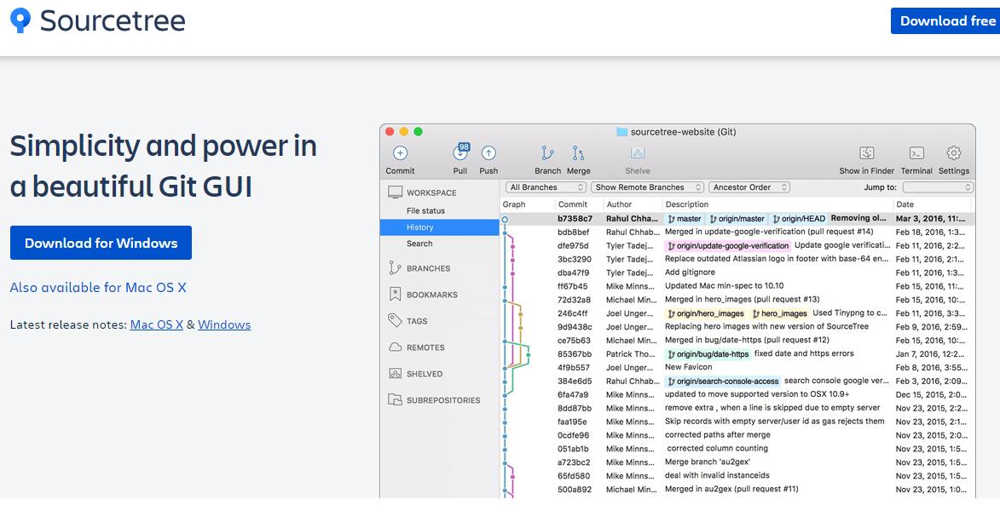 Sourcetree
Download free
Simplicity and power in
a beautiful Git GUI
Download for Windows
Also available for Mac OS X
Latest release notes: Mac OS X & Windows
sourcetree-website (Git)
98
Commit Pull Push Branch Merge Shelve Show in Finder Terminal Settings
All Branches Show Remote Branches Ancestor Order Jump to:
WORKSPACE
File status
History
Search
BRANCHES
BOOKMARKS
TAGS
REMOTES
SHELVED
SUBREPOSITORIES
Graph Commit Author Description Date
b7358c7 Rahul Chha... master origin/master origin/HEAD Removing ol... Mar 3, 2016, 11:...
bdb8bef Rahul Chhab... Merged in update-google-verification (pull request #14) Feb 18, 2016, 1:3...
dfe975d Tyler Tadej... origin/update-google-verification Update google verificati... Feb 11, 2016, 2:2...
3bc3290 Tyler Tadej... Replace outdated Atlassian logo in footer with base-64 en... Feb 11, 2016, 2:1...
dba47f9 Tyler Tadej... Add gitignore Feb 11, 2016, 1:3...
ff67b45 Mike Minns... Updated Mac min-spec to 10.10 Feb 15, 2016, 10:...
72d32a8 Michael Min... Merged in hero_images (pull request #13) Feb 15, 2016, 10:...
246c4ff Joel Unger... origin/hero_images hero_images Used Tinypng to c... Feb 11, 2016, 3:3...
9d9438c Joel Unger... Replacing hero images with new version of SourceTree Feb 9, 2016, 2:59...
ce75b63 Michael Min... Merged in bug/date-https (pull request #12) Feb 15, 2016, 10:...
85367bb Patrick Tho... origin/bug/date-https fixed date and https errors Jan 7, 2016, 12:2...
4f9b557 Joel Unger... New Favicon Feb 8, 2016, 3:55...
384e6d5 Rahul Chhab... origin/search-console-access search console google ver... Feb 3, 2016, 2:09...
6fa47a9 Mike Minns... updated to move supported version to OSX 10.9+ Dec 15, 2015, 2:0...
8dd87bb Mike Minns... remove extra , when a line is skipped due to empty server Nov 23, 2015, 2:2...
faa195e Mike Minns... Skip records with empty server/user id as gas rejects them Nov 23, 2015, 2:1...
0cdfe96 Mike Minns... corrected paths after merge Nov 23, 2015, 2:0...
051ab1b Mike Minns... corrected column counting Nov 23, 2015, 1:5...
a723bc2 Mike Minns... Merge branch 'au2gex' Nov 23, 2015, 1:5...
65fd580 Mike Minns... deal with invalid instanceids Nov 23, 2015, 1:5...
500a892 Michael Min... Merged in au2gex (pull request #11) Nov 23, 2015, 1:0...